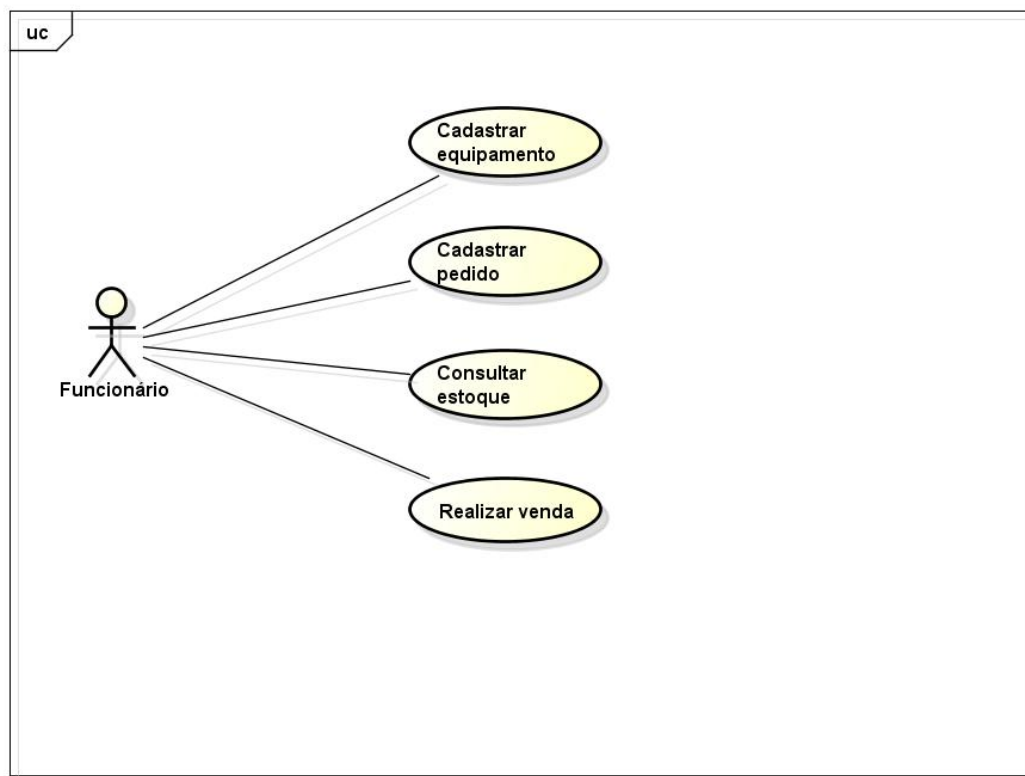 uc
Cadastrar
equipamento
Cadastrar
pedido
Funcionário
Consultar
estoque
Realizar venda